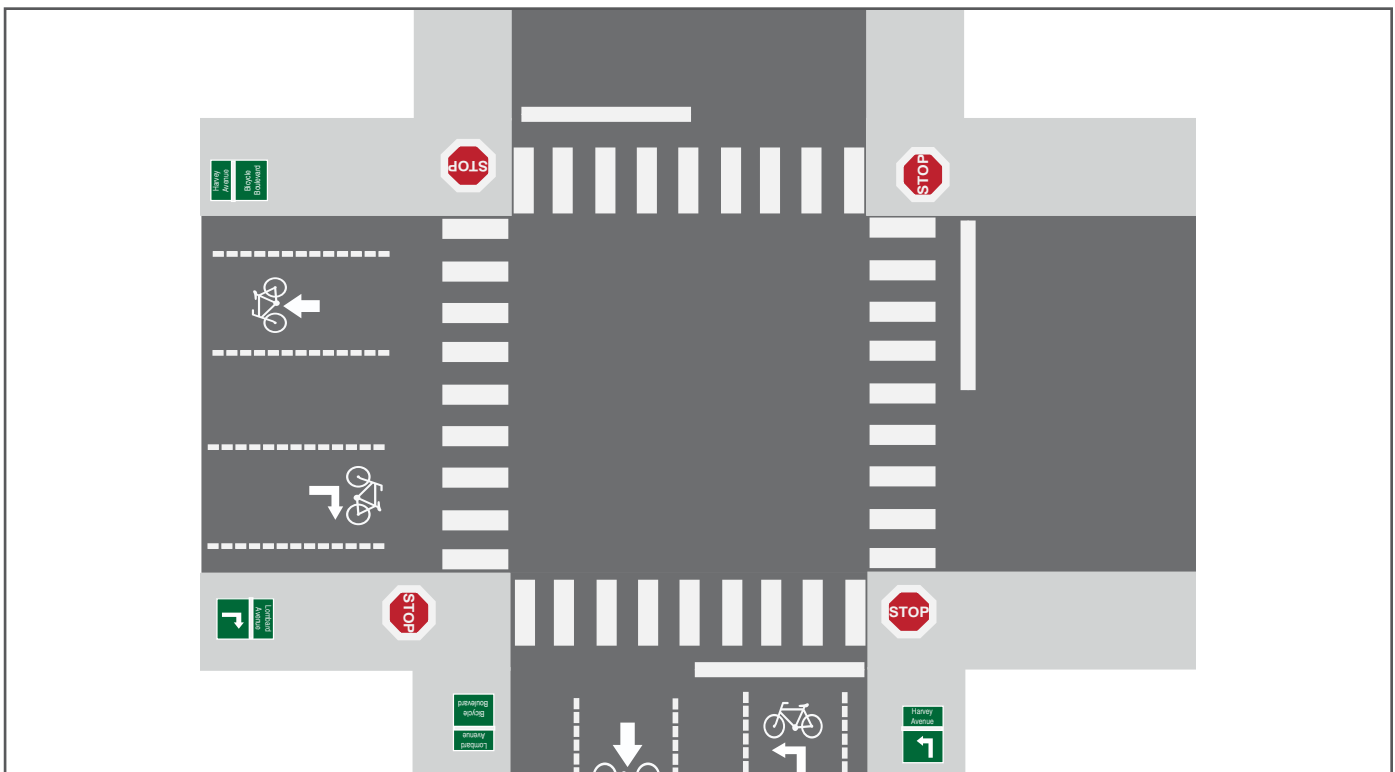 STOP
STOP
Harvey
Avenue
Bicycle
Boulevard
STOP
STOP
Lombard
Avenue
Bicycle
Boulevard
Lombard
Avenue
Harvey
Avenue